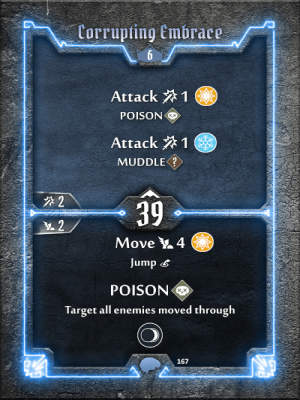 Corrupting Embrace
6
Attack 1
POISON
Attack 1
MUDDLE ?
2
39
2
Move 4
Jump
POISON
Target all enemies moved through
167